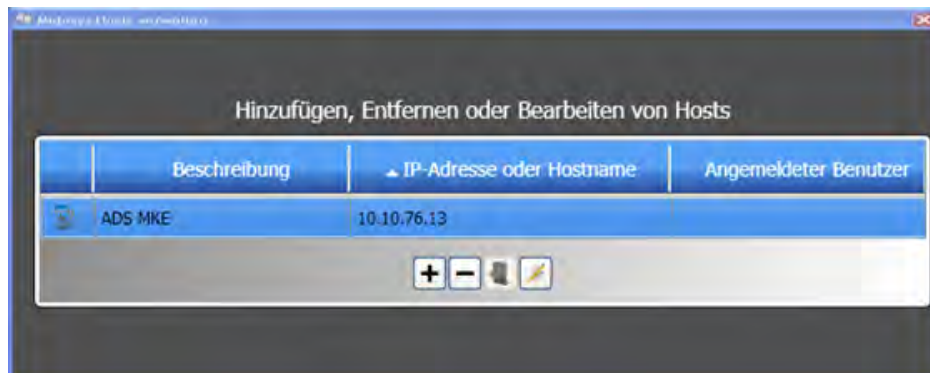 Hinzufügen, Entfernen oder Bearbeiten von Hosts
Beschreibung IP-Adresse oder Hostname Angemeldeter Benutzer
ADS MKE 10.10.76.13